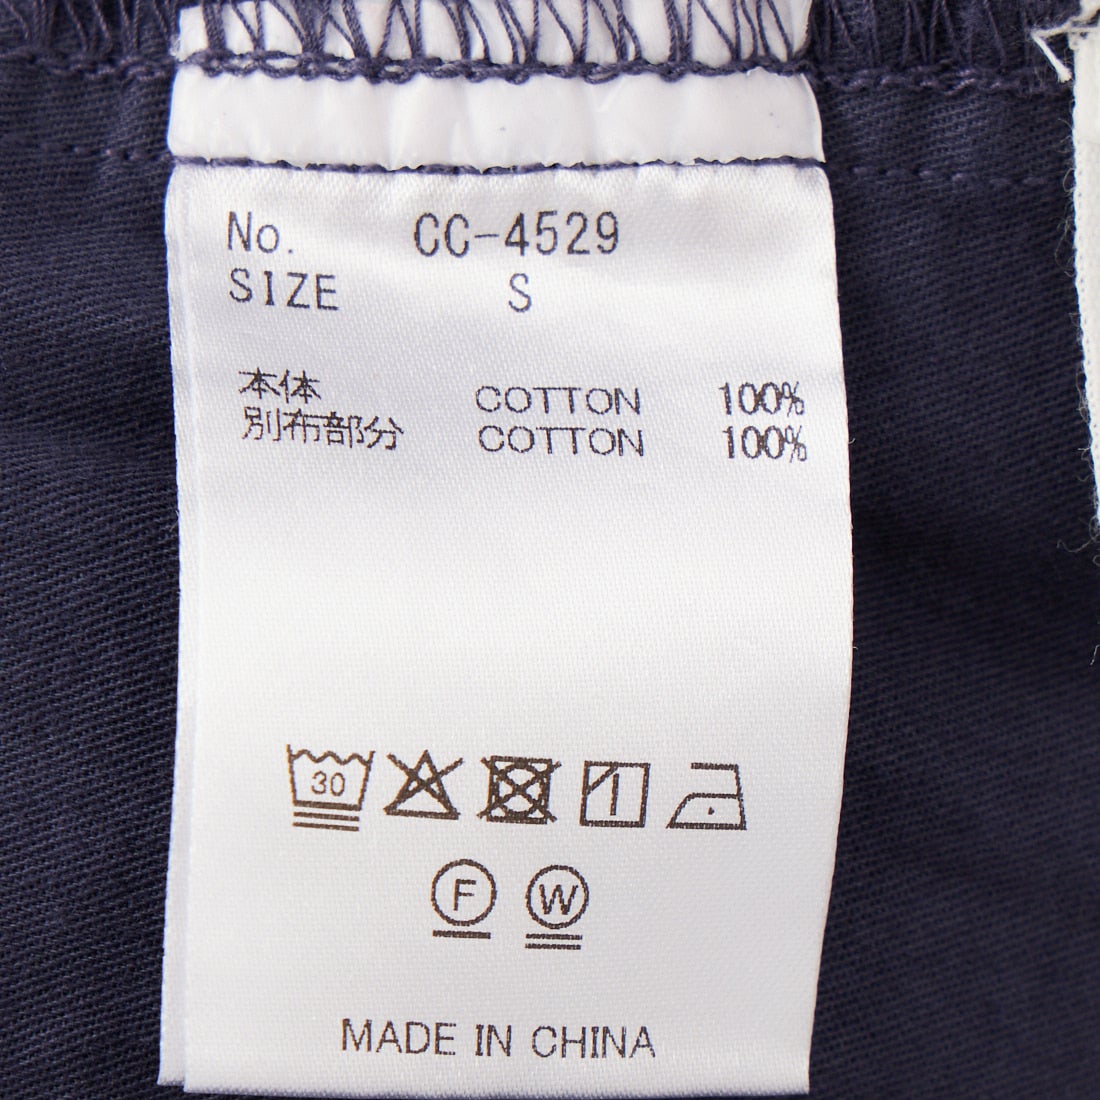 No. CC-4529
SIZE S
本体 COTTON 100%
別布部分 COTTON 100%
30
F W
MADE IN CHINA